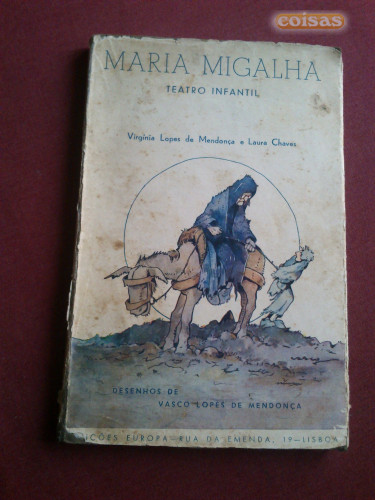 coisas
MARIA MIGALHA
TEATRO INFANTIL
Virgínia Lopes de Mendonça e Laura Chaves
DESENHOS DE
VASCO LOPES DE MENDONÇA
EDIÇÕES EUROPA—RUA DA EMENDA, 19—LISBOA